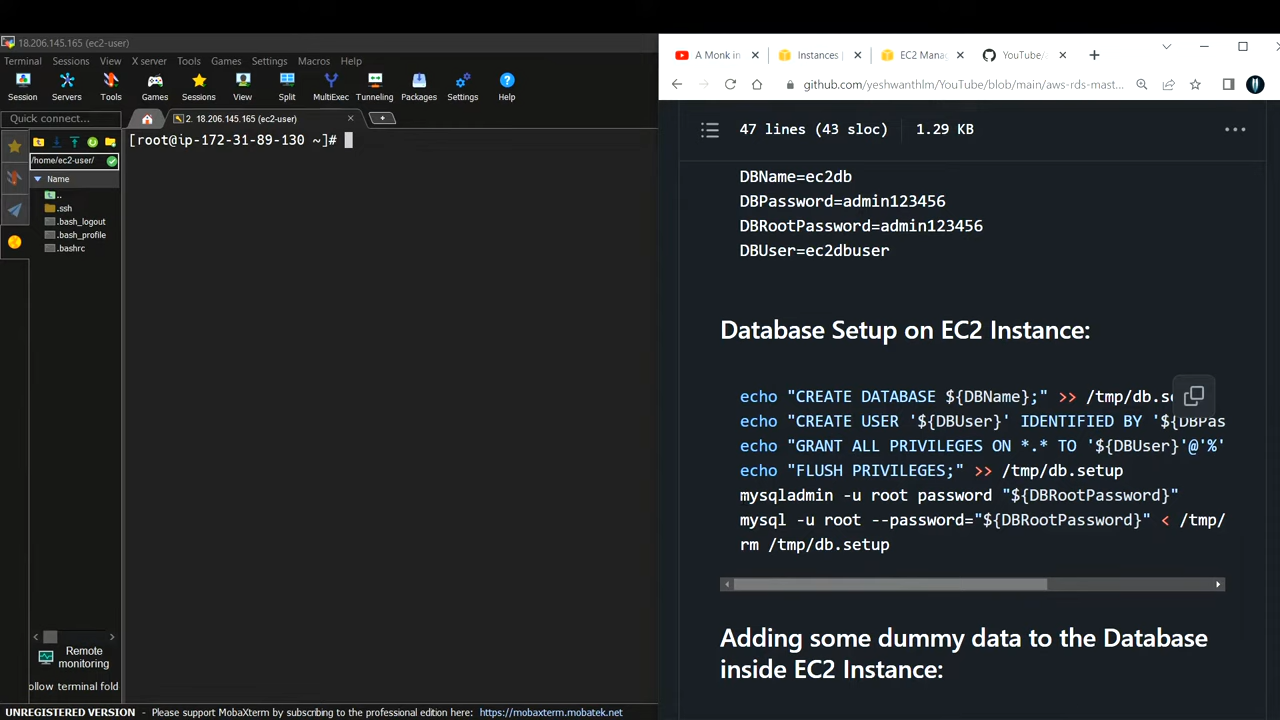 18.206.145.165 (ec2-user)
Terminal Sessions View X server Tools Games Settings Macros Help
Session Servers Tools Games Sessions View Split MultiExec Tunneling Packages Settings Help
Quick connect...
2. 18.206.145.165 (ec2-user)
/home/ec2-user/
Name
..
.ssh
.bash_logout
.bash_profile
.bashrc
[root@ip-172-31-89-130 ~]#
Remote
monitoring
ollow terminal fold
UNREGISTERED VERSION - Please support MobaXterm by subscribing to the professional edition here: https://mobaxterm.mobatek.net
A Monk in
Instances
EC2 Mana
YouTube/
github.com/yeshwanthlm/YouTube/blob/main/aws-rds-mast...
47 lines (43 sloc) 1.29 KB
DBName=ec2db
DBPassword=admin123456
DBRootPassword=admin123456
DBUser=ec2dbuser
Database Setup on EC2 Instance:
echo "CREATE DATABASE ${DBName};" >> /tmp/db.se
echo "CREATE USER '${DBUser}' IDENTIFIED BY '${DBPas
echo "GRANT ALL PRIVILEGES ON *.* TO '${DBUser}'@'%'
echo "FLUSH PRIVILEGES;" >> /tmp/db.setup
mysqladmin -u root password "${DBRootPassword}"
mysql -u root --password="${DBRootPassword}" < /tmp/
rm /tmp/db.setup
Adding some dummy data to the Database
inside EC2 Instance: